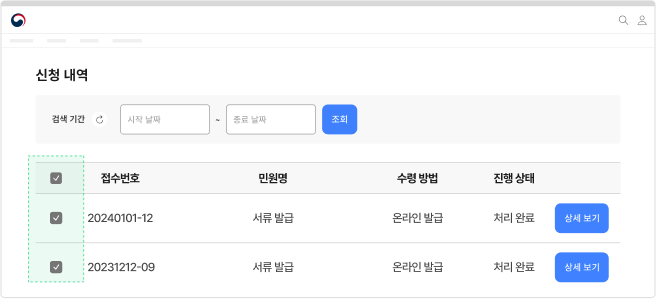 신청 내역
검색 기간 시작 날짜 ~ 종료 날짜 조회
접수번호 민원명 수령 방법 진행 상태
20240101-12 서류 발급 온라인 발급 처리 완료 상세 보기
20231212-09 서류 발급 온라인 발급 처리 완료 상세 보기